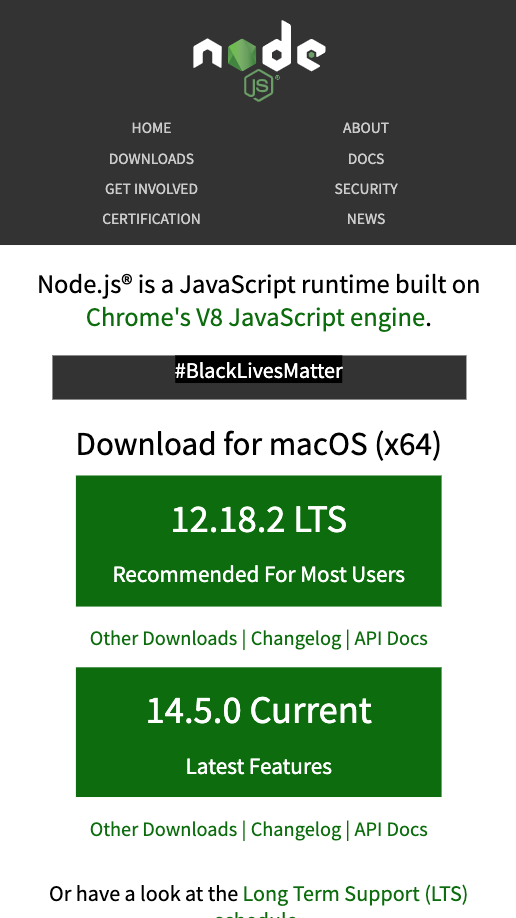 node
JS®
HOME
ABOUT
DOWNLOADS
DOCS
GET INVOLVED
SECURITY
CERTIFICATION
NEWS
Node.js® is a JavaScript runtime built on
Chrome's V8 JavaScript engine.
#BlackLivesMatter
Download for macOS (x64)
12.18.2 LTS
Recommended For Most Users
Other Downloads | Changelog | API Docs
14.5.0 Current
Latest Features
Other Downloads | Changelog | API Docs
Or have a look at the Long Term Support (LTS)
schedule